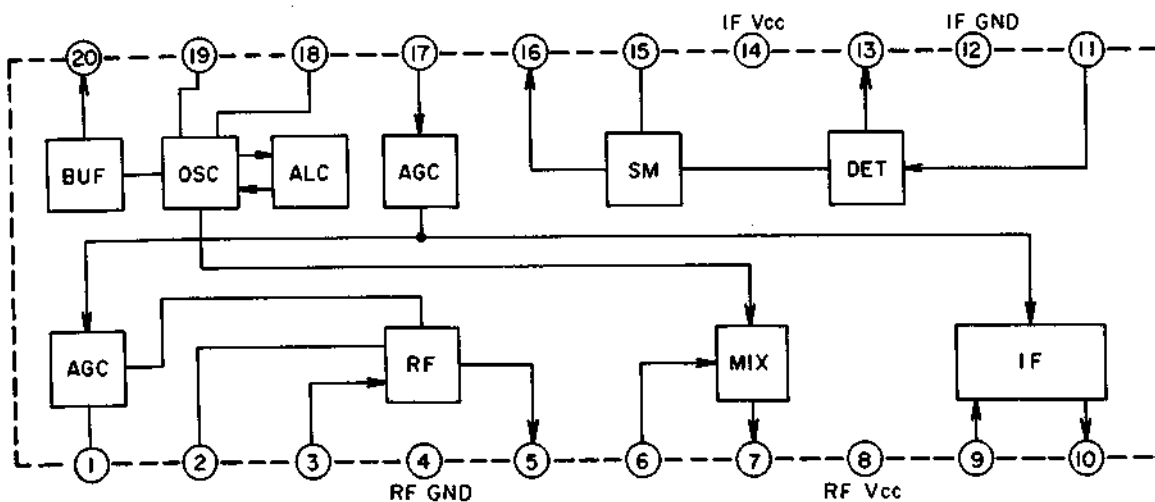 IF Vcc IF GND
20 19 18 17 16 15 14 13 12 11
BUF OSC ALC AGC SM DET
AGC RF MIX IF
1 2 3 4 5 6 7 8 9 10
RF GND RF Vcc